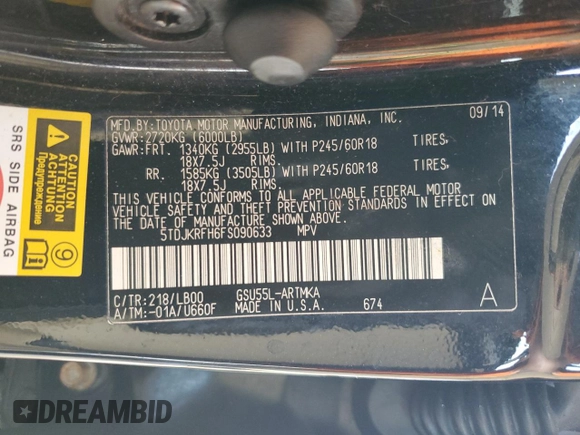 MFD.BY:TOYOTA MOTOR MANUFACTURING, INDIANA, INC. 09/14
GVWR:2720KG (6000LB)
GAWR:FRT. 1340KG (2955LB) WITH P245/60R18 TIRES,
18X7.5J RIMS.
RR. 1585KG (3505LB) WITH P245/60R18 TIRES,
18X7.5J RIMS.
THIS VEHICLE CONFORMS TO ALL APPLICABLE FEDERAL MOTOR
VEHICLE SAFETY AND BUMPER STANDARDS IN EFFECT ON
THE DATE OF MANUFACTURE SHOWN ABOVE.
5TDJKRFH6FS090633 MPV
C/TR:218/LB00 GSU55L-ARTMKA
A/TM:-01A/U660F MADE IN U.S.A. 674 A
SRS SIDE AIRBAG
CAUTION
ATTENTION
ACHTUNG
DREAMBID